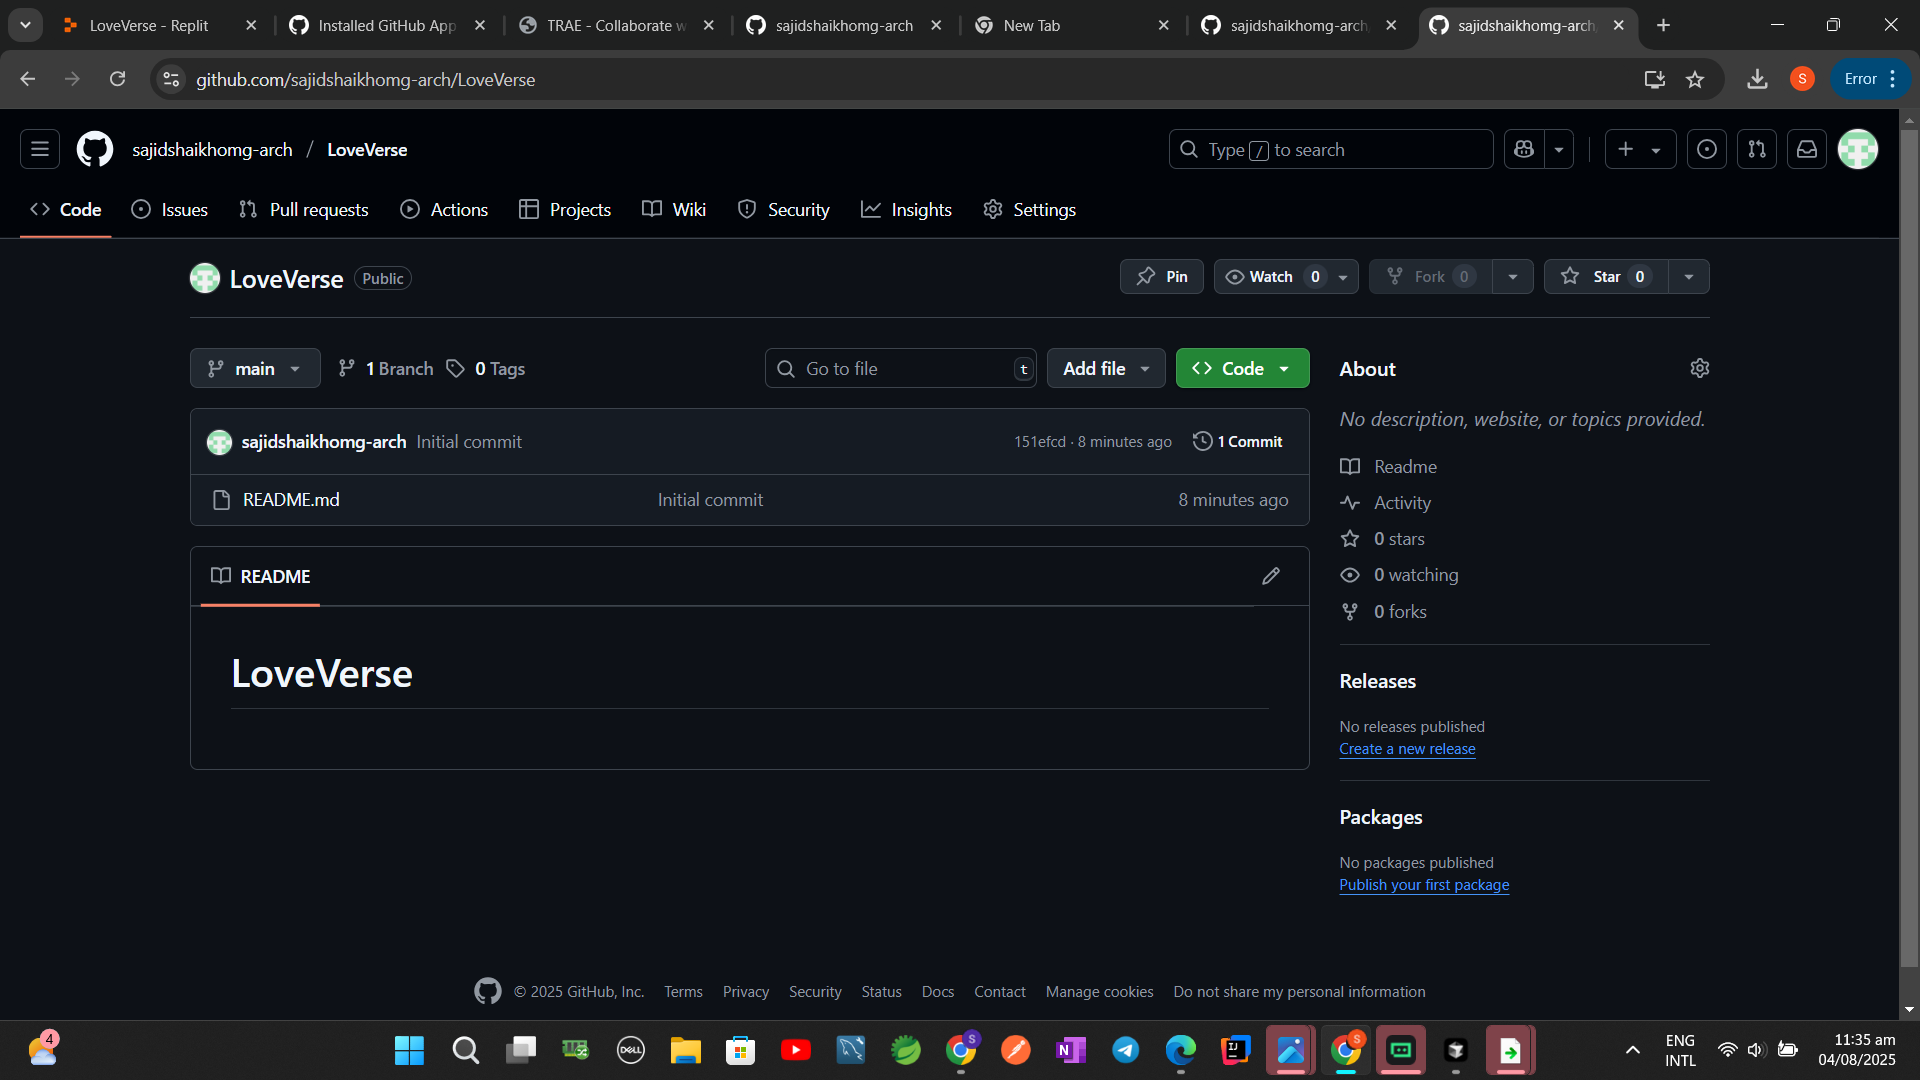 LoveVerse - Replit
Installed GitHub App
TRAE - Collaborate w
sajidshaikhomg-arch
New Tab
sajidshaikhomg-arch
sajidshaikhomg-arch
github.com/sajidshaikhomg-arch/LoveVerse
S
Error
sajidshaikhomg-arch / LoveVerse
Type / to search
Code
Issues
Pull requests
Actions
Projects
Wiki
Security
Insights
Settings
LoveVerse Public
Pin
Watch 0
Fork 0
Star 0
main
1 Branch
0 Tags
Go to file t
Add file
Code
sajidshaikhomg-arch Initial commit
151efcd · 8 minutes ago
1 Commit
README.md
Initial commit
8 minutes ago
README
LoveVerse
About
No description, website, or topics provided.
Readme
Activity
0 stars
0 watching
0 forks
Releases
No releases published
Create a new release
Packages
No packages published
Publish your first package
© 2025 GitHub, Inc. Terms Privacy Security Status Docs Contact Manage cookies Do not share my personal information
4
DELL
S
N
IJ
S
ENG
INTL
11:35 am
04/08/2025